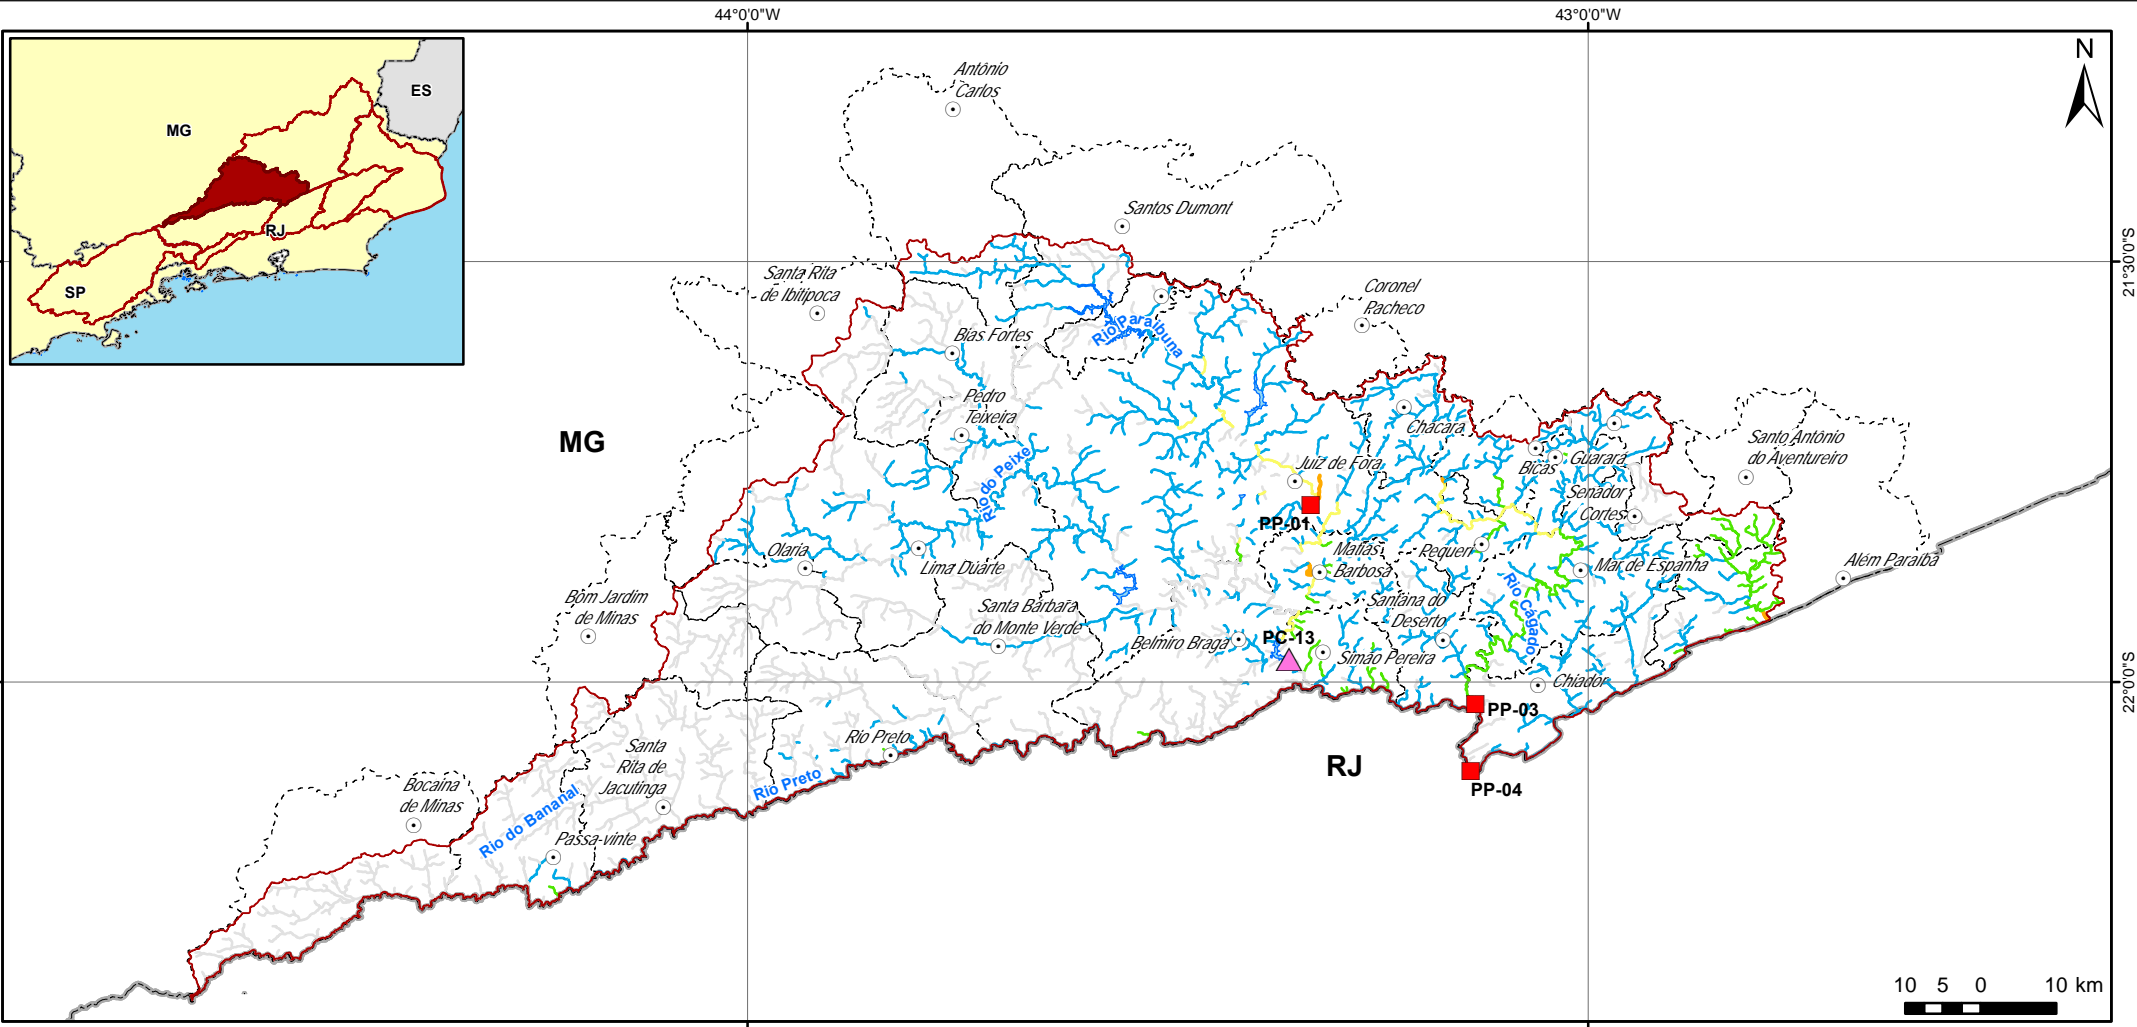 44°0'0"W
43°0'0"W
N
ES
MG
RJ
SP
21°30'0"S
22°0'0"S
Antônio
Carlos
Santos Dumont
Santa Rita
de Ibitipoca
Coronel
Pacheco
Bias Fortes
Rio Paraibuna
Pedro
Teixeira
MG
Chácara
Santo Antônio
do Aventureiro
Juiz de Fora
Bicas
Guarará
Rio do Peixe
Senador
Cortes
PP-01
Olaria
Lima Duarte
Matias
Barbosa
Pequeri
Mar de Espanha
Além Paraíba
Bom Jardim
de Minas
Santa Bárbara
do Monte Verde
Santana do
Deserto
Rio Cágado
Belmiro Braga
PC-13
Simão Pereira
Chiador
PP-03
Rio Preto
Santa
Rita de
Jacutinga
RJ
Rio Preto
PP-04
Bocaina
de Minas
Rio do Bananal
Passa-vinte
10 5 0 10 km